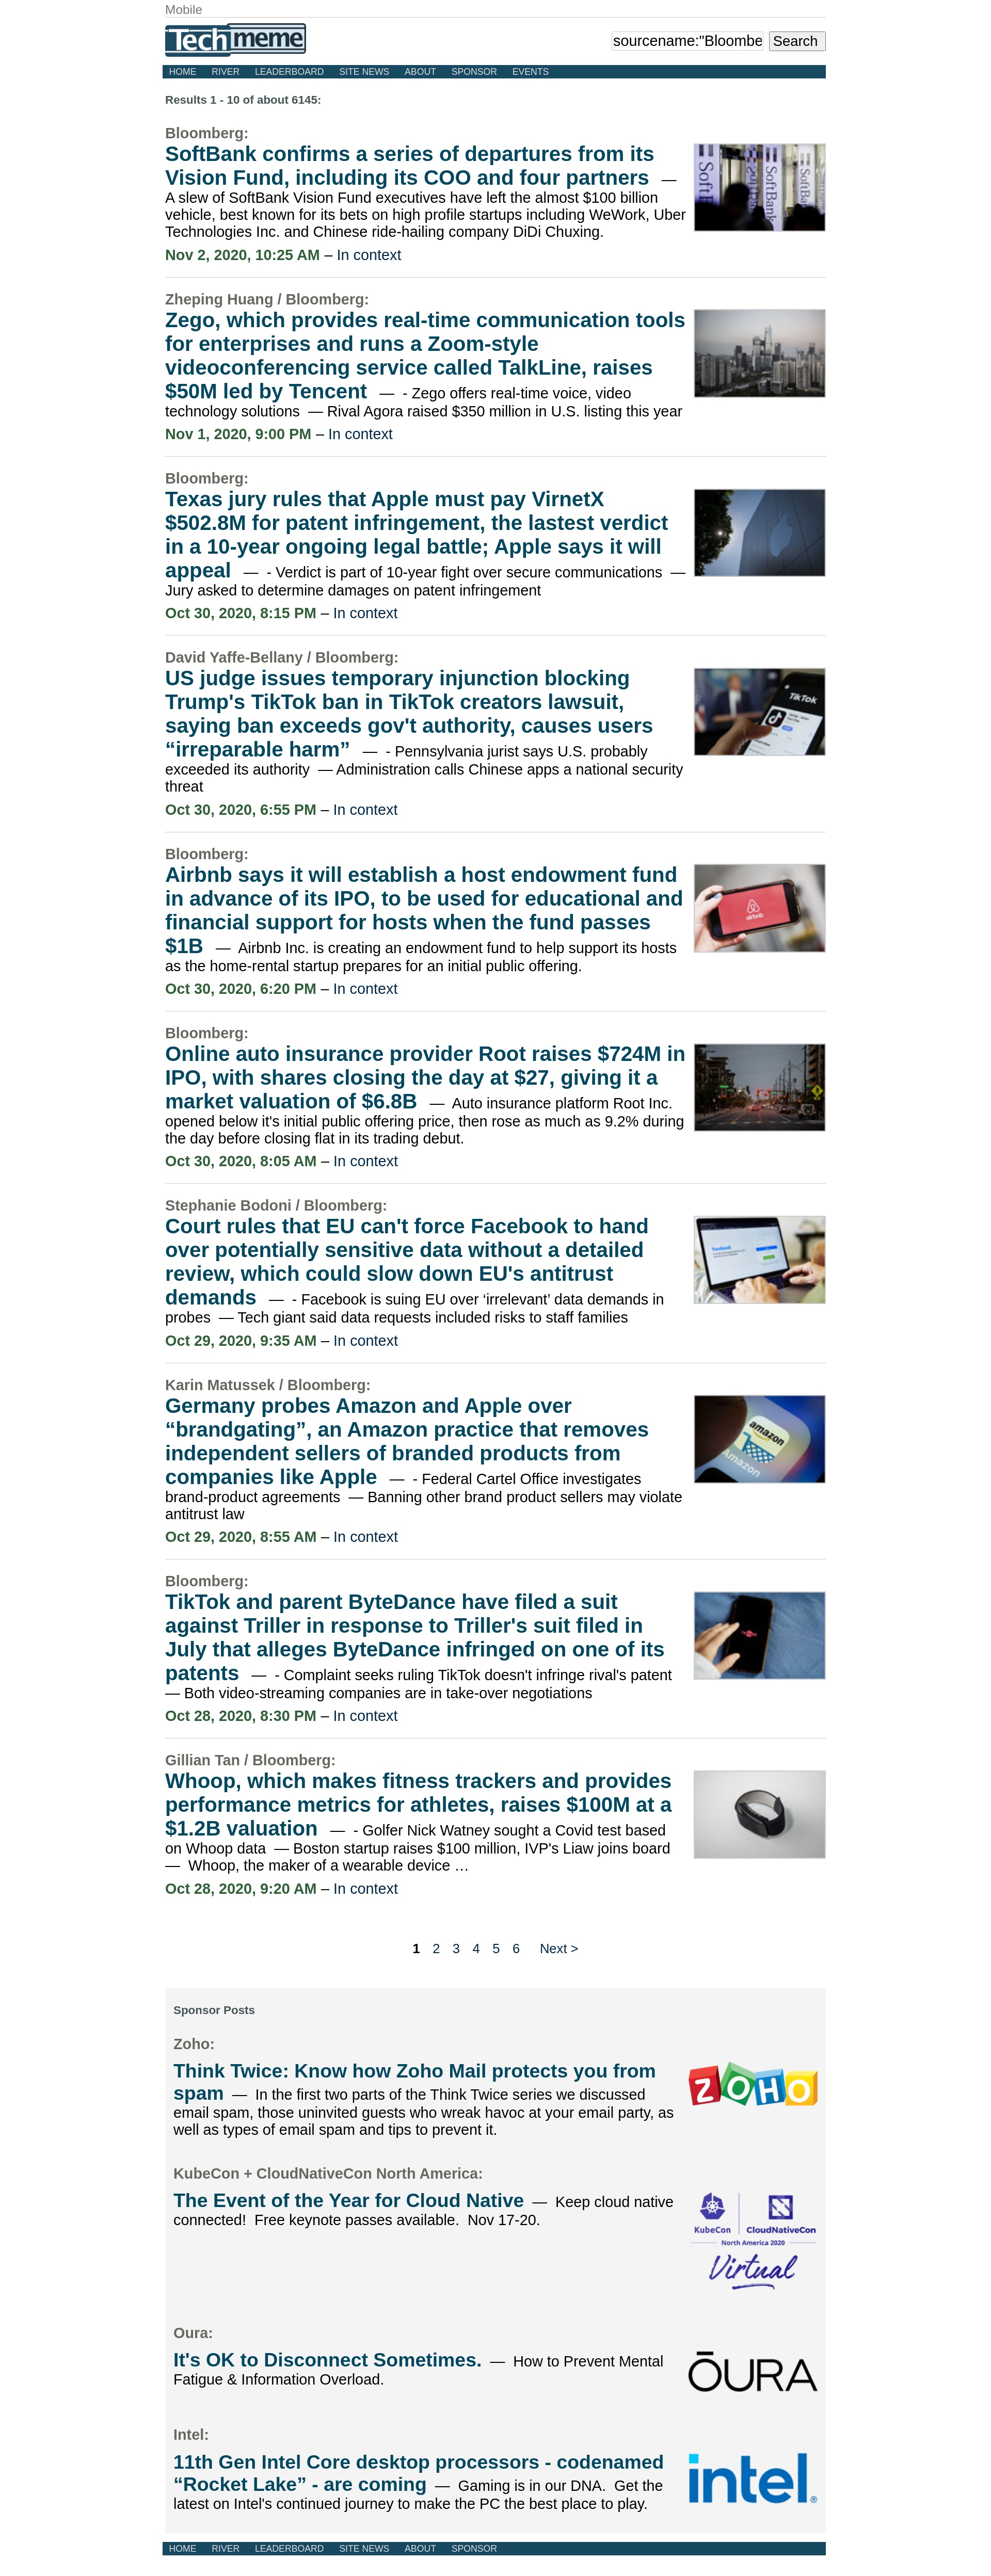 Mobile
Techmeme
sourcename:"Bloombe
Search
HOME RIVER LEADERBOARD SITE NEWS ABOUT SPONSOR EVENTS
Results 1 - 10 of about 6145:
Bloomberg:
SoftBank confirms a series of departures from its
Vision Fund, including its COO and four partners —
A slew of SoftBank Vision Fund executives have left the almost $100 billion
vehicle, best known for its bets on high profile startups including WeWork, Uber
Technologies Inc. and Chinese ride-hailing company DiDi Chuxing.
Nov 2, 2020, 10:25 AM – In context
Zheping Huang / Bloomberg:
Zego, which provides real-time communication tools
for enterprises and runs a Zoom-style
videoconferencing service called TalkLine, raises
$50M led by Tencent — - Zego offers real-time voice, video
technology solutions — Rival Agora raised $350 million in U.S. listing this year
Nov 1, 2020, 9:00 PM – In context
Bloomberg:
Texas jury rules that Apple must pay VirnetX
$502.8M for patent infringement, the lastest verdict
in a 10-year ongoing legal battle; Apple says it will
appeal — - Verdict is part of 10-year fight over secure communications —
Jury asked to determine damages on patent infringement
Oct 30, 2020, 8:15 PM – In context
David Yaffe-Bellany / Bloomberg:
US judge issues temporary injunction blocking
Trump's TikTok ban in TikTok creators lawsuit,
saying ban exceeds gov't authority, causes users
“irreparable harm” — - Pennsylvania jurist says U.S. probably
exceeded its authority — Administration calls Chinese apps a national security
threat
Oct 30, 2020, 6:55 PM – In context
Bloomberg:
Airbnb says it will establish a host endowment fund
in advance of its IPO, to be used for educational and
financial support for hosts when the fund passes
$1B — Airbnb Inc. is creating an endowment fund to help support its hosts
as the home-rental startup prepares for an initial public offering.
Oct 30, 2020, 6:20 PM – In context
Bloomberg:
Online auto insurance provider Root raises $724M in
IPO, with shares closing the day at $27, giving it a
market valuation of $6.8B — Auto insurance platform Root Inc.
opened below it's initial public offering price, then rose as much as 9.2% during
the day before closing flat in its trading debut.
Oct 30, 2020, 8:05 AM – In context
Stephanie Bodoni / Bloomberg:
Court rules that EU can't force Facebook to hand
over potentially sensitive data without a detailed
review, which could slow down EU's antitrust
demands — - Facebook is suing EU over ‘irrelevant’ data demands in
probes — Tech giant said data requests included risks to staff families
Oct 29, 2020, 9:35 AM – In context
Karin Matussek / Bloomberg:
Germany probes Amazon and Apple over
“brandgating”, an Amazon practice that removes
independent sellers of branded products from
companies like Apple — - Federal Cartel Office investigates
brand-product agreements — Banning other brand product sellers may violate
antitrust law
Oct 29, 2020, 8:55 AM – In context
Bloomberg:
TikTok and parent ByteDance have filed a suit
against Triller in response to Triller's suit filed in
July that alleges ByteDance infringed on one of its
patents — - Complaint seeks ruling TikTok doesn't infringe rival's patent
— Both video-streaming companies are in take-over negotiations
Oct 28, 2020, 8:30 PM – In context
Gillian Tan / Bloomberg:
Whoop, which makes fitness trackers and provides
performance metrics for athletes, raises $100M at a
$1.2B valuation — - Golfer Nick Watney sought a Covid test based
on Whoop data — Boston startup raises $100 million, IVP's Liaw joins board
— Whoop, the maker of a wearable device …
Oct 28, 2020, 9:20 AM – In context
1 2 3 4 5 6 Next >
Sponsor Posts
Zoho:
Think Twice: Know how Zoho Mail protects you from
spam — In the first two parts of the Think Twice series we discussed
email spam, those uninvited guests who wreak havoc at your email party, as
well as types of email spam and tips to prevent it.
ZOHO
KubeCon + CloudNativeCon North America:
The Event of the Year for Cloud Native — Keep cloud native
connected! Free keynote passes available. Nov 17-20.
KubeCon CloudNativeCon
North America 2020
Virtual
Oura:
It's OK to Disconnect Sometimes. — How to Prevent Mental
Fatigue & Information Overload.
ŌURA
Intel:
11th Gen Intel Core desktop processors - codenamed
“Rocket Lake” - are coming — Gaming is in our DNA. Get the
latest on Intel's continued journey to make the PC the best place to play.
intel®
HOME RIVER LEADERBOARD SITE NEWS ABOUT SPONSOR